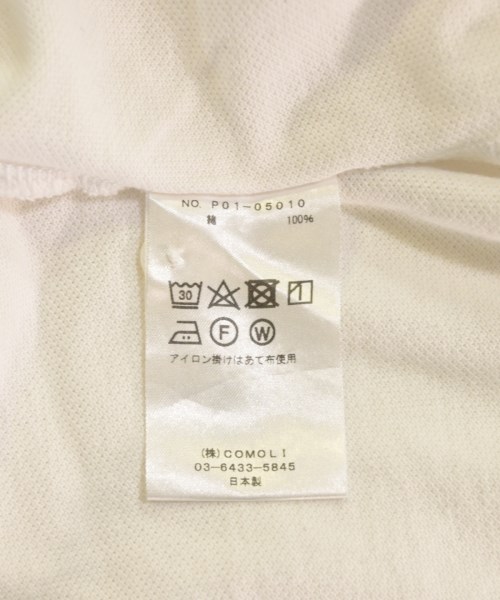 NO. P01-05010
綿 100%
30
F W
アイロン掛けはあて布使用
(株)COMOLI
03-6433-5845
日本製